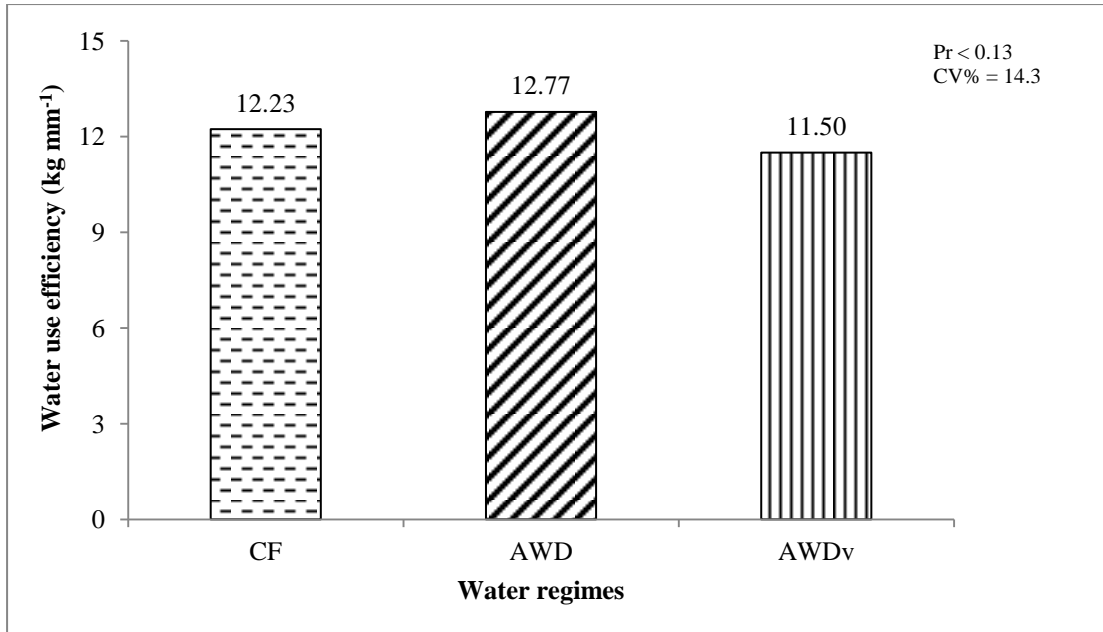 Pr < 0.13
CV% = 14.3
Water use efficiency (kg mm⁻¹)
15
12
9
6
3
0
12.23
12.77
11.50
CF
AWD
AWDv
Water regimes